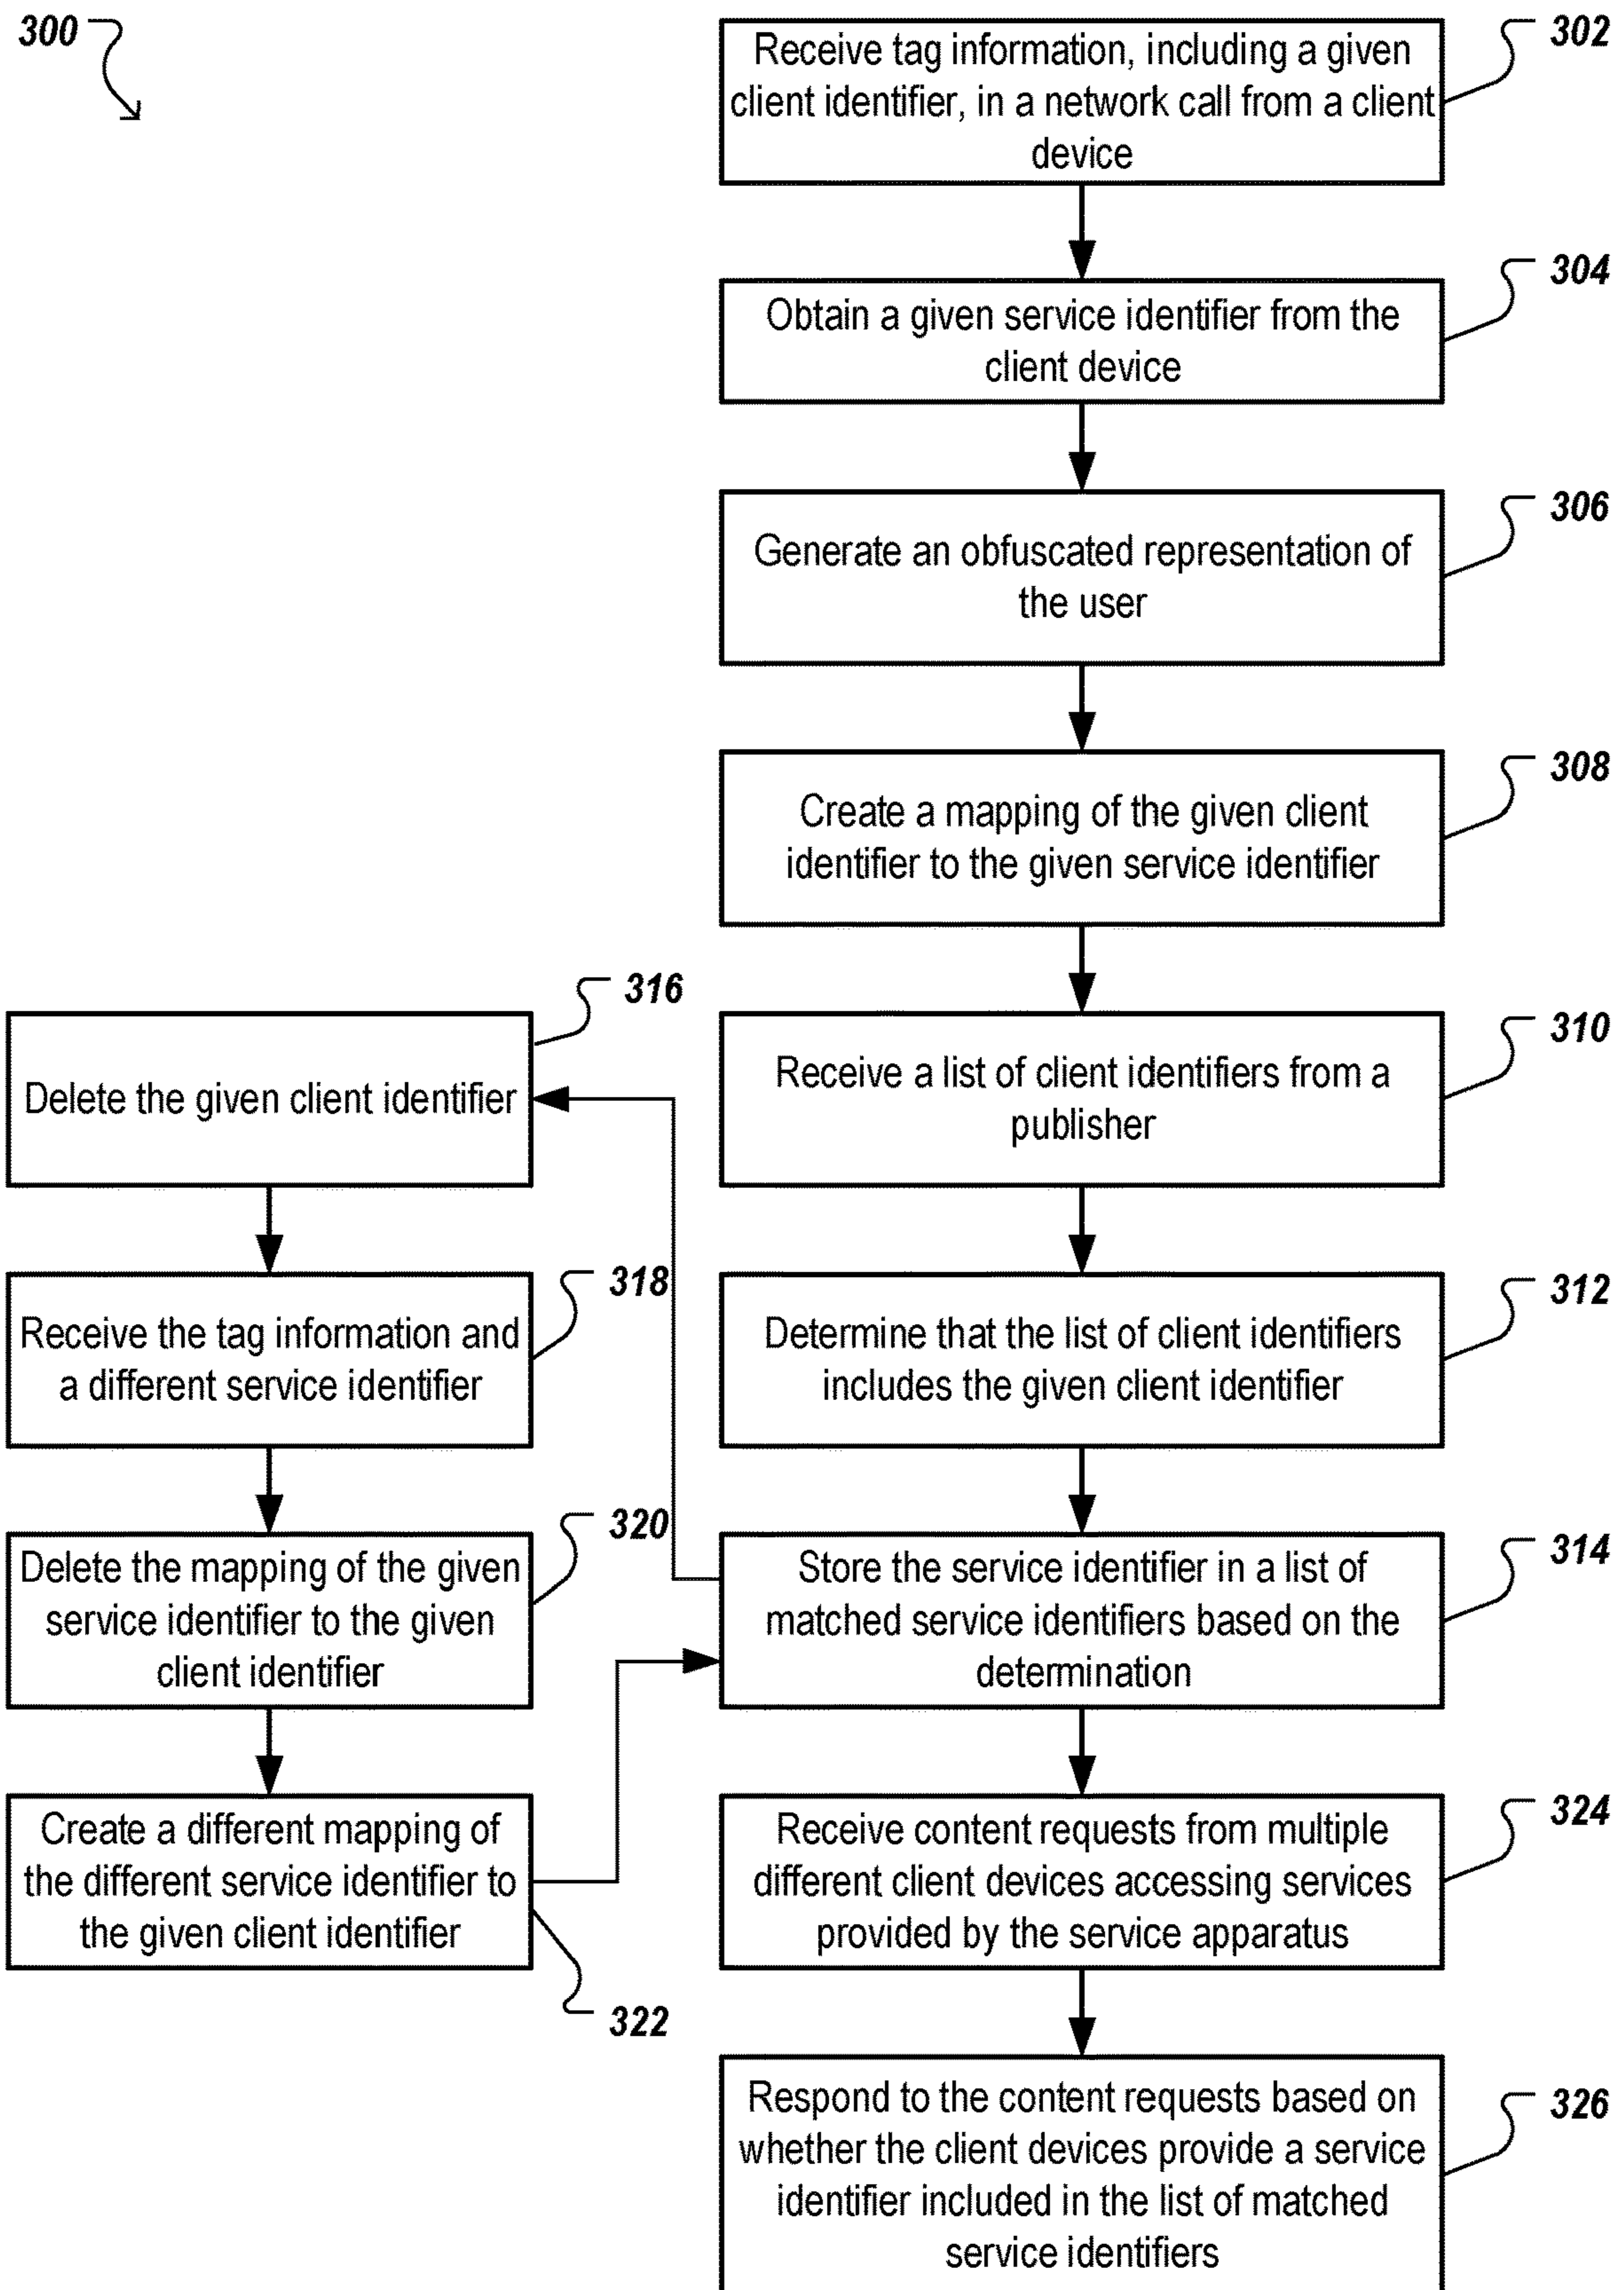 300
302
Receive tag information, including a given
client identifier, in a network call from a client
device
304
Obtain a given service identifier from the
client device
306
Generate an obfuscated representation of
the user
308
Create a mapping of the given client
identifier to the given service identifier
310
Receive a list of client identifiers from a
publisher
312
Determine that the list of client identifiers
includes the given client identifier
314
Store the service identifier in a list of
matched service identifiers based on the
determination
316
Delete the given client identifier
318
Receive the tag information and
a different service identifier
320
Delete the mapping of the given
service identifier to the given
client identifier
Create a different mapping of
the different service identifier to
the given client identifier
322
324
Receive content requests from multiple
different client devices accessing services
provided by the service apparatus
326
Respond to the content requests based on
whether the client devices provide a service
identifier included in the list of matched
service identifiers